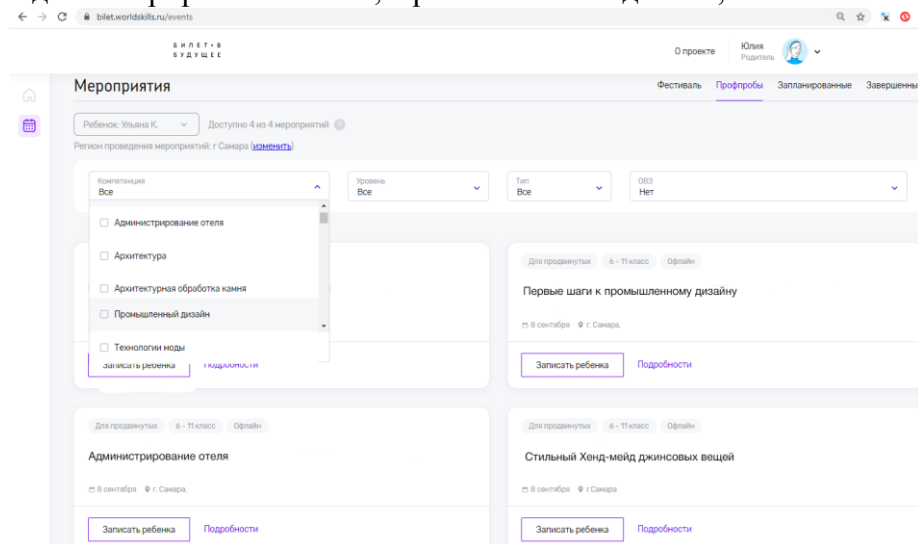 bilet.worldskills.ru/events
БИЛЕТ·В
БУДУЩЕЕ
О проекте
Юлия
Родитель
Мероприятия
Фестиваль Профпробы Запланированные Завершенны
Ребенок: Ульяна К. Доступно 4 из 4 мероприятий
Регион проведения мероприятий: г Самара (изменить)
Компетенция
Все
Уровень
Все
Тип
Все
ОВЗ
Нет
Администрирование отеля
Архитектура
Архитектурная обработка камня
Промышленный дизайн
Технологии моды
Записать ребенка Подробности
Для продвинутых 6 - 11 класс Офлайн
Первые шаги к промышленному дизайну
8 сентября г. Самара,
Записать ребенка Подробности
Для продвинутых 6 - 11 класс Офлайн
Администрирование отеля
8 сентября г. Самара,
Записать ребенка Подробности
Для продвинутых 6 - 11 класс Офлайн
Стильный Хенд-мейд джинсовых вещей
8 сентября г.Самара
Записать ребенка Подробности